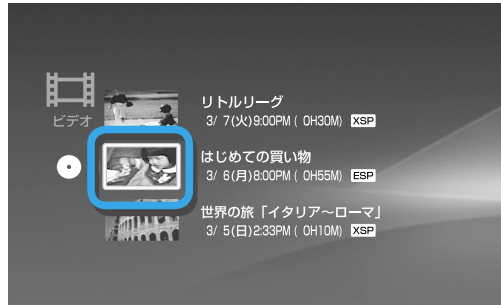 ビデオ
リトルリーグ
3/ 7(火)9:00PM ( 0H30M) XSP
はじめての買い物
3/ 6(月)8:00PM ( 0H55M) ESP
世界の旅「イタリア～ローマ」
3/ 5(日)2:33PM ( 0H10M) XSP